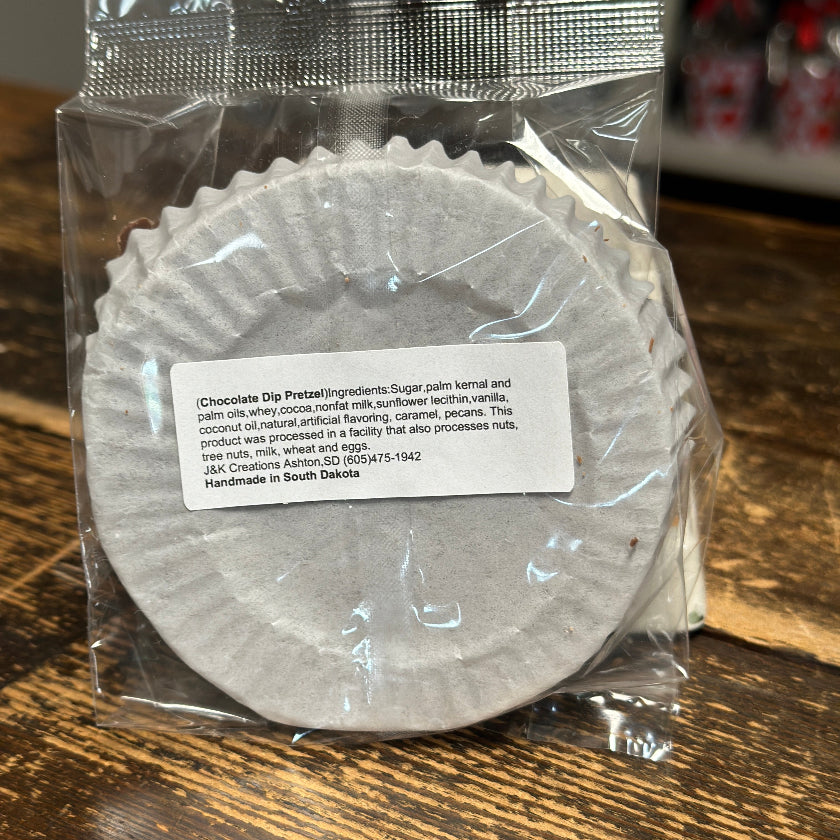 (Chocolate Dip Pretzel)Ingredients:Sugar,palm kernal and
palm oils,whey,cocoa,nonfat milk,sunflower lecithin,vanilla,
coconut oil,natural,artificial flavoring, caramel, pecans. This
product was processed in a facility that also processes nuts,
tree nuts, milk, wheat and eggs.
J&K Creations Ashton,SD (605)475-1942
Handmade in South Dakota